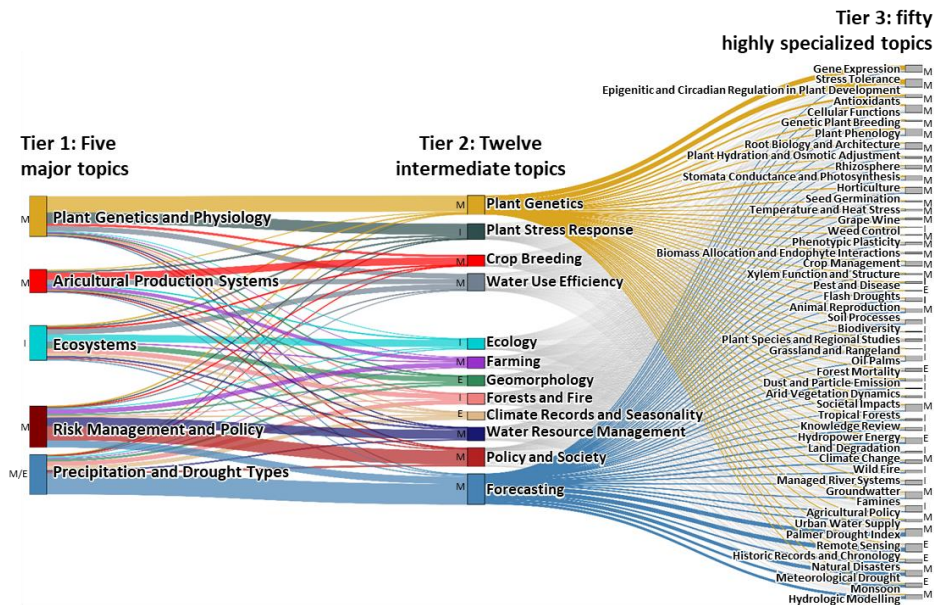 Tier 3: fifty
highly specialized topics
Tier 1: Five
major topics
Tier 2: Twelve
intermediate topics
M Plant Genetics and Physiology
M Aricultural Production Systems
I Ecosystems
M Risk Management and Policy
M/E Precipitation and Drought Types
M Plant Genetics
I Plant Stress Response
M Crop Breeding
M Water Use Efficiency
I Ecology
M Farming
E Geomorphology
I Forests and Fire
E Climate Records and Seasonality
M Water Resource Management
M Policy and Society
M Forecasting
Gene Expression M
Stress Tolerance M
Epigenitic and Circadian Regulation in Plant Development M
Antioxidants M
Cellular Functions M
Genetic Plant Breeding M
Plant Phenology M
Root Biology and Architecture M
Plant Hydration and Osmotic Adjustment M
Rhizosphere M
Stomata Conductance and Photosynthesis M
Horticulture M
Seed Germination M
Temperature and Heat Stress M
Grape Wine M
Weed Control M
Phenotypic Plasticity M
Biomass Allocation and Endophyte Interactions M
Crop Management M
Xylem Function and Structure M
Pest and Disease I
Flash Droughts E
Animal Reproduction M
Soil Processes I
Biodiversity I
Plant Species and Regional Studies I
Grassland and Rangeland I
Oil Palms I
Forest Mortality E
Dust and Particle Emission I
Arid Vegetation Dynamics I
Societal Impacts M
Tropical Forests I
Knowledge Review I
Hydropower Energy E
Land Degradation I
Climate Change M
Wild Fire I
Managed River Systems I
Groundwatter M
Famines I
Agricultural Policy M
Urban Water Supply M
Palmer Drought Index M
Remote Sensing E
Historic Records and Chronology E
Natural Disasters M
Meteorological Drought E
Monsoon M
Hydrologic Modelling M